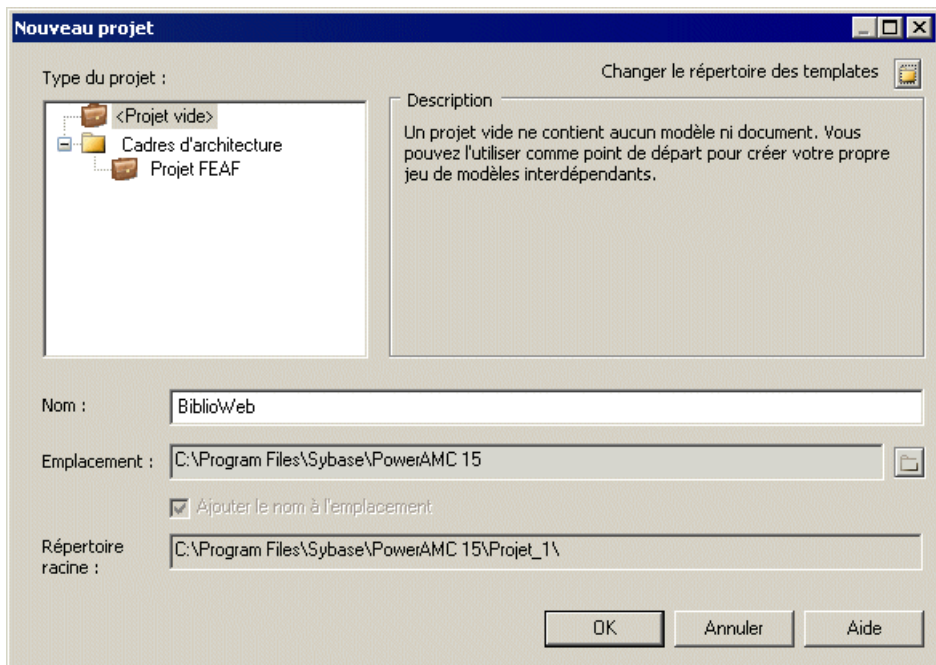 Nouveau projet
Type du projet :
Changer le répertoire des templates
<Projet vide>
Cadres d'architecture
Projet FEAF
Description
Un projet vide ne contient aucun modèle ni document. Vous
pouvez l'utiliser comme point de départ pour créer votre propre
jeu de modèles interdépendants.
Nom :
BiblioWeb
Emplacement :
C:\Program Files\Sybase\PowerAMC 15
Ajouter le nom à l'emplacement
Répertoire
racine :
C:\Program Files\Sybase\PowerAMC 15\Projet_1\
OK
Annuler
Aide